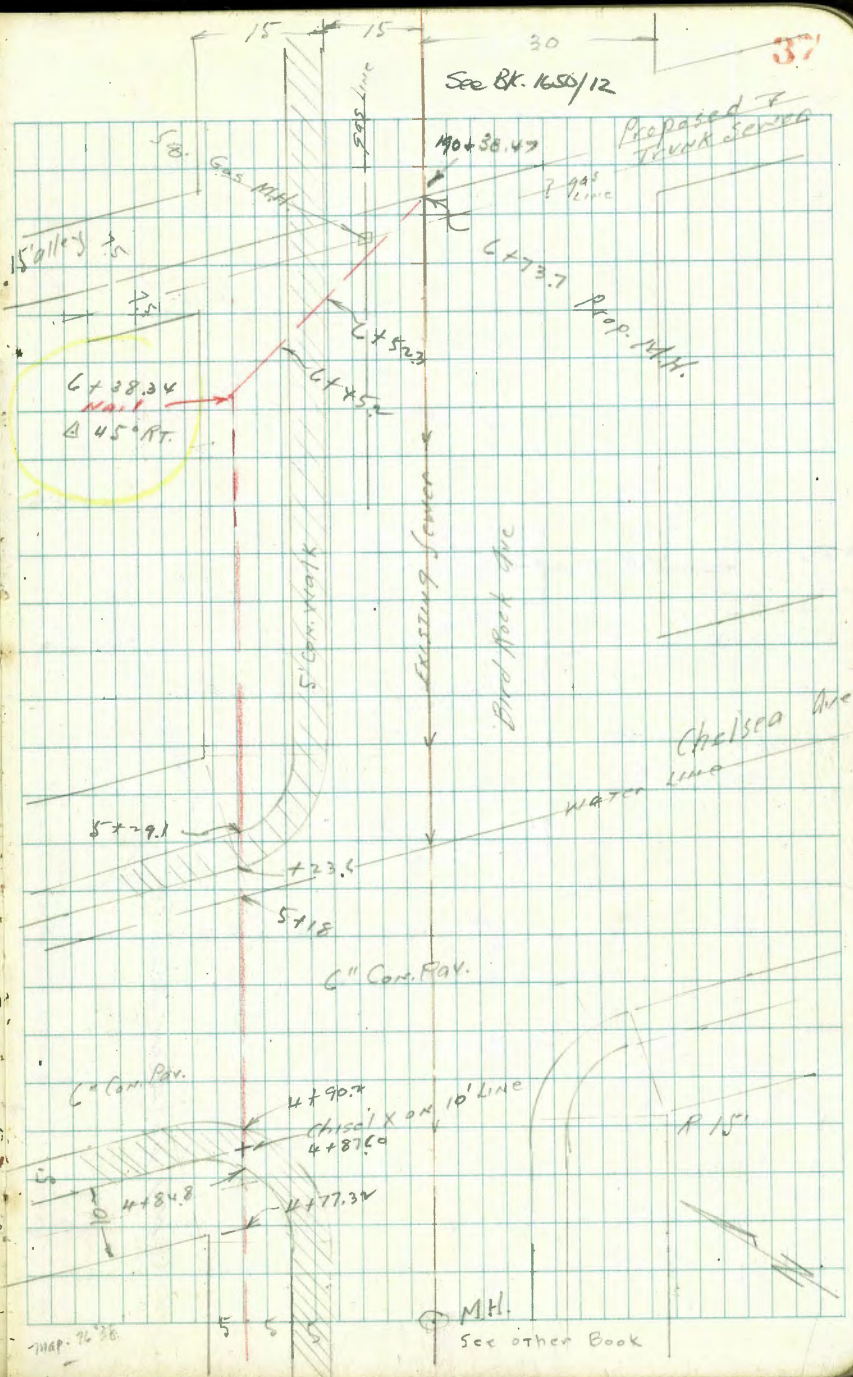 37
15
15
30
See BK. 1650/12
Proposed
Trunk Sewer
gas Line
190+38.47
Gas M.H.
? gas
Line
15' alley
7.5
7.5
6+73.7
Prop. M.H.
6+52.3
6+45.2
6+38.34
Nail
Δ 45° RT.
5' Con. Walk
Existing Sewer
Bird Rock Ave
Chelsea Ave
Water Line
5+29.1
+23.6
5+18
6" Con. Pav.
6" Con. Pav.
4+90.2
Chisel X on 10' Line
4+87.60
R 15'
5
4+84.8
10
4+77.32
N
5 5 5
M.H.
See other Book